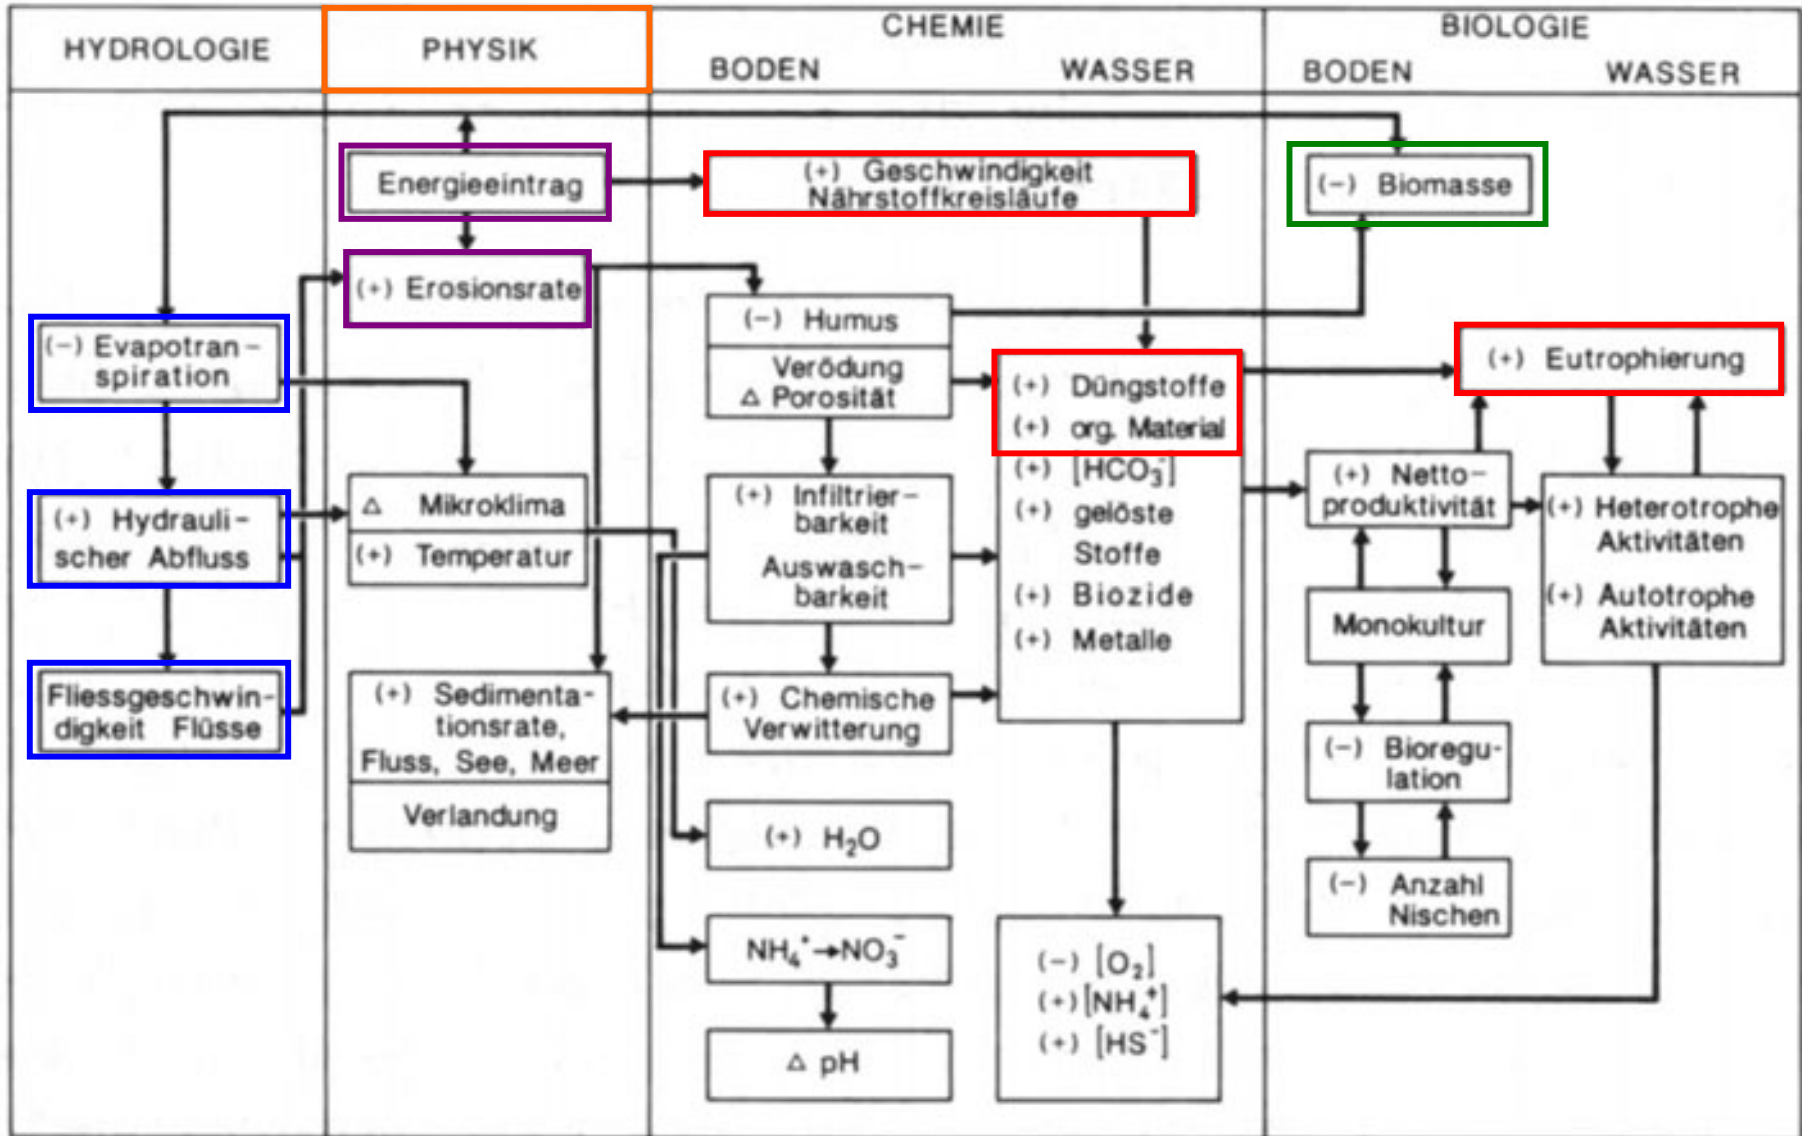 HYDROLOGIE
PHYSIK
CHEMIE
BODEN
WASSER
BIOLOGIE
BODEN
WASSER
Energieeintrag
(+) Geschwindigkeit
Nährstoffkreisläufe
(-) Biomasse
(+) Erosionsrate
(-) Evapotran-
spiration
(-) Humus
Verödung
△ Porosität
(+) Düngstoffe
(+) org. Material
(+) [HCO₃⁻]
(+) gelöste
Stoffe
(+) Biozide
(+) Metalle
(+) Eutrophierung
(+) Hydrauli-
scher Abfluss
△ Mikroklima
(+) Temperatur
(+) Infiltrier-
barkeit
Auswasch-
barkeit
(+) Netto-
produktivität
(+) Heterotrophe
Aktivitäten
(+) Autotrophe
Aktivitäten
Monokultur
Fliessgeschwin-
digkeit Flüsse
(+) Sedimenta-
tionsrate,
Fluss, See, Meer
Verlandung
(+) Chemische
Verwitterung
(-) Bioregu-
lation
(+) H₂O
(-) Anzahl
Nischen
NH₄⁺→NO₃⁻
(-) [O₂]
(+) [NH₄⁺]
(+) [HS⁻]
△ pH